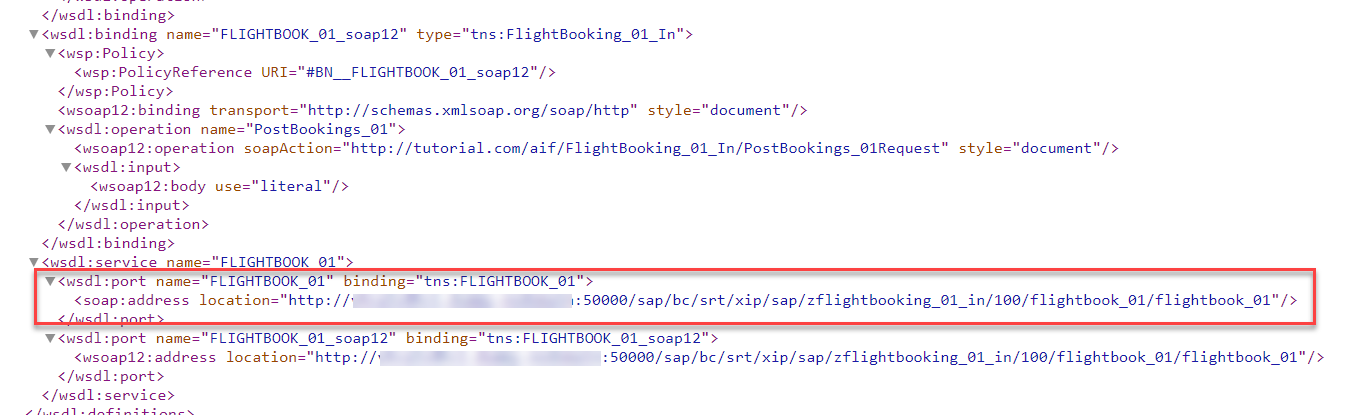 </wsdl:operation>
</wsdl:binding>
▼<wsdl:binding name="FLIGHTBOOK_01_soap12" type="tns:FlightBooking_01_In">
▼<wsp:Policy>
<wsp:PolicyReference URI="#BN__FLIGHTBOOK_01_soap12"/>
</wsp:Policy>
<wsoap12:binding transport="http://schemas.xmlsoap.org/soap/http" style="document"/>
▼<wsdl:operation name="PostBookings_01">
<wsoap12:operation soapAction="http://tutorial.com/aif/FlightBooking_01_In/PostBookings_01Request" style="document"/>
▼<wsdl:input>
<wsoap12:body use="literal"/>
</wsdl:input>
</wsdl:operation>
</wsdl:binding>
▼<wsdl:service name="FLIGHTBOOK_01">
▼<wsdl:port name="FLIGHTBOOK_01" binding="tns:FLIGHTBOOK_01">
<soap:address location="http://v :50000/sap/bc/srt/xip/sap/zflightbooking_01_in/100/flightbook_01/flightbook_01"/>
</wsdl:port>
▼<wsdl:port name="FLIGHTBOOK_01_soap12" binding="tns:FLIGHTBOOK_01_soap12">
<wsoap12:address location="http://v :50000/sap/bc/srt/xip/sap/zflightbooking_01_in/100/flightbook_01/flightbook_01"/>
</wsdl:port>
</wsdl:service>
</wsdl:definitions>